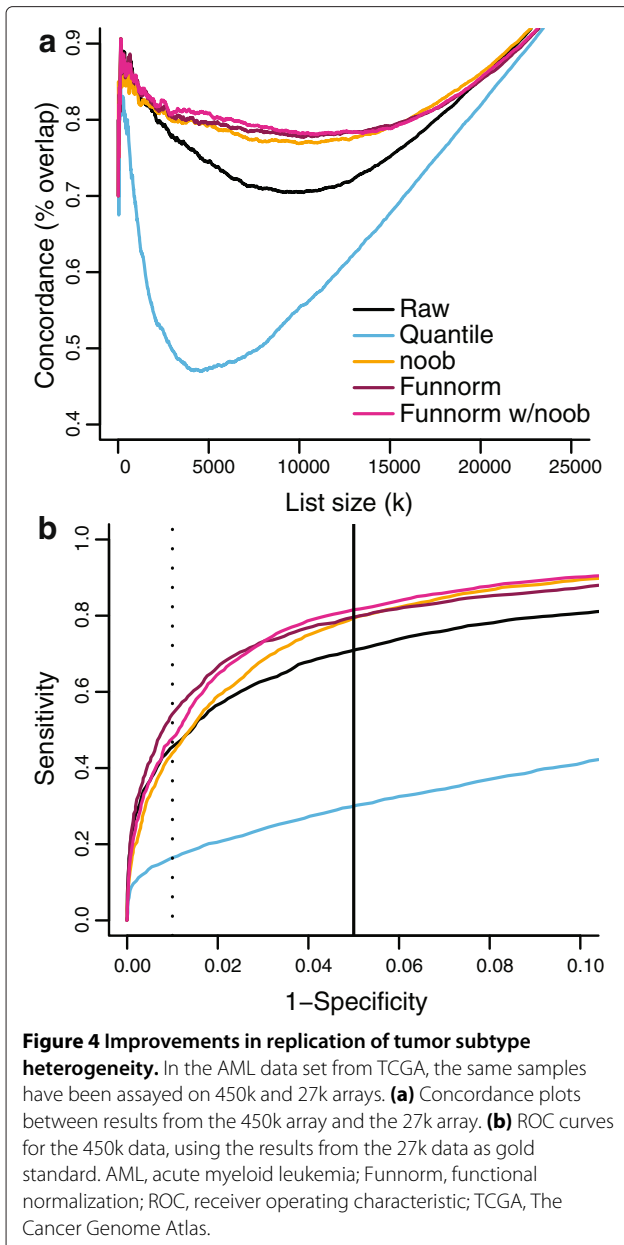 a
Concordance (% overlap)
0.9
0.8
0.7
0.6
0.5
0.4
Raw
Quantile
noob
Funnorm
Funnorm w/noob
0
5000
10000
15000
20000
25000
List size (k)
b
Sensitivity
1.0
0.8
0.6
0.4
0.2
0.0
0.00
0.02
0.04
0.06
0.08
0.10
1−Specificity
Figure 4 Improvements in replication of tumor subtype
heterogeneity. In the AML data set from TCGA, the same samples
have been assayed on 450k and 27k arrays. (a) Concordance plots
between results from the 450k array and the 27k array. (b) ROC curves
for the 450k data, using the results from the 27k data as gold
standard. AML, acute myeloid leukemia; Funnorm, functional
normalization; ROC, receiver operating characteristic; TCGA, The
Cancer Genome Atlas.